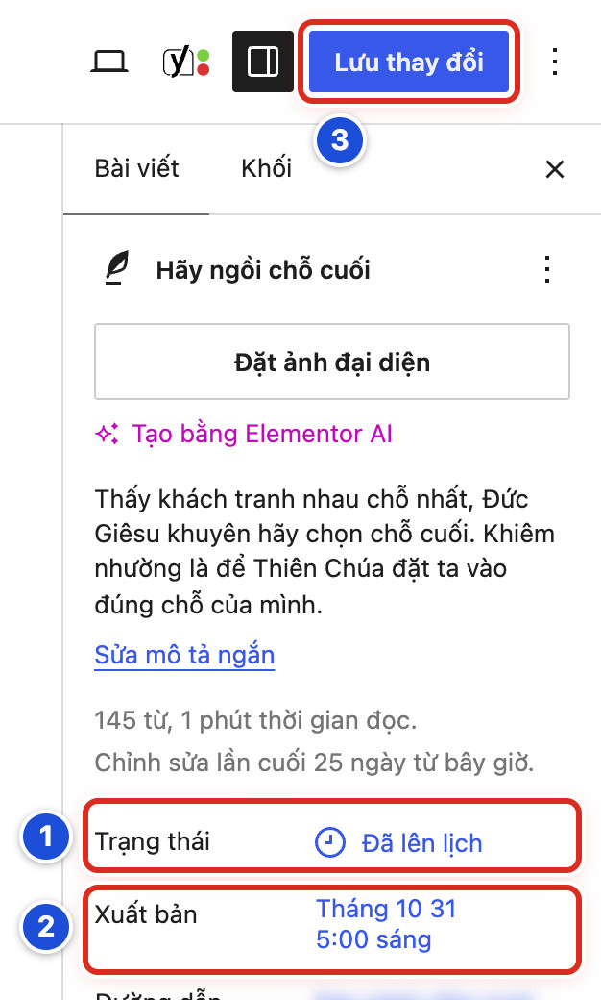 Lưu thay đổi
3
Bài viết
Khối
Hãy ngồi chỗ cuối
Đặt ảnh đại diện
Tạo bằng Elementor AI
Thấy khách tranh nhau chỗ nhất, Đức
Giêsu khuyên hãy chọn chỗ cuối. Khiêm
nhường là để Thiên Chúa đặt ta vào
đúng chỗ của mình.
Sửa mô tả ngắn
145 từ, 1 phút thời gian đọc.
Chỉnh sửa lần cuối 25 ngày từ bây giờ.
1
Trạng thái
Đã lên lịch
2
Xuất bản
Tháng 10 31
5:00 sáng